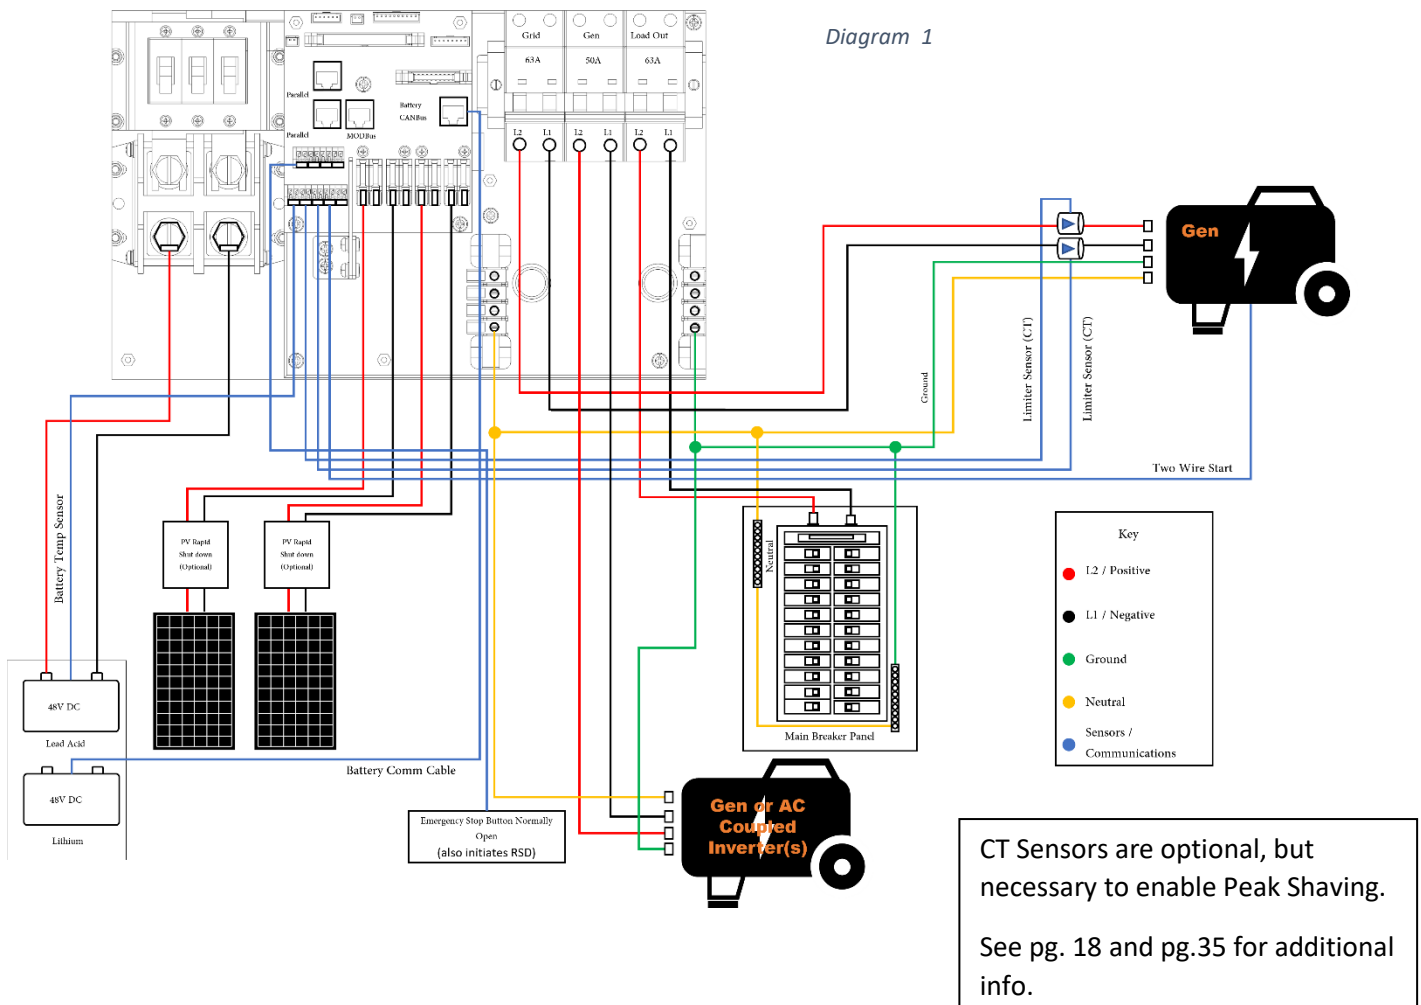 Diagram 1
Grid
Gen
Load Out
63A
50A
63A
Parallel
Parallel
MODBus
Battery
CANBus
L2
L1
L2
L1
L2
L1
Gen
Ground
Limiter Sensor (CT)
Limiter Sensor (CT)
Two Wire Start
Battery Temp Sensor
PV Rapid
Shut down
(Optional)
PV Rapid
Shut down
(Optional)
Neutral
Main Breaker Panel
Key
L2 / Positive
L1 / Negative
Ground
Neutral
Sensors /
Communications
48V DC
Lead Acid
48V DC
Lithium
Battery Comm Cable
Emergency Stop Button Normally
Open
(also initiates RSD)
Gen or AC
Coupled
Inverter(s)
CT Sensors are optional, but
necessary to enable Peak Shaving.
See pg. 18 and pg.35 for additional
info.